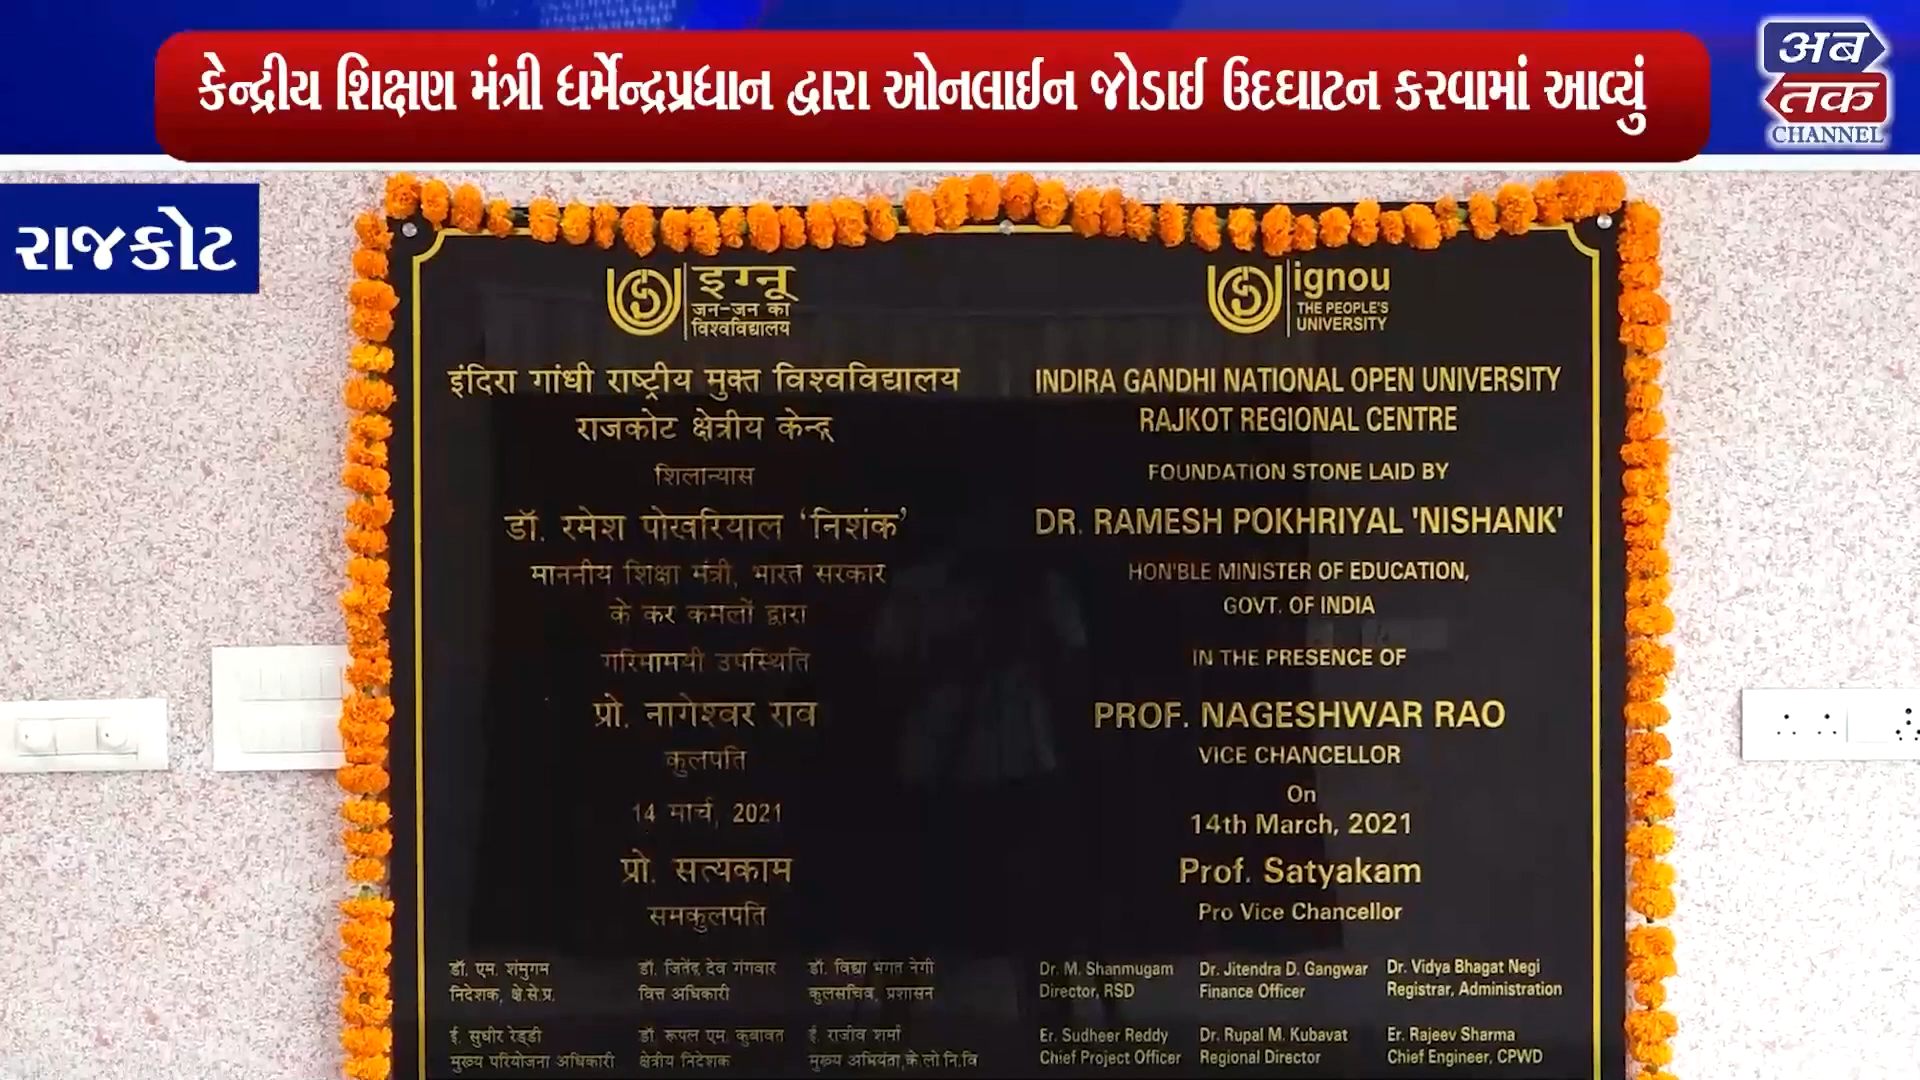 કેન્દ્રીય શિક્ષણ મંત્રી ધર્મેન્દ્રપ્રધાન દ્વારા ઓનલાઈન જોડાઈ ઉદઘાટન કરવામાં આવ્યું
अब
तक
CHANNEL
રાજકોટ
इग्नू
जन-जन का
विश्वविद्यालय
इंदिरा गांधी राष्ट्रीय मुक्त विश्वविद्यालय
राजकोट क्षेत्रीय केन्द्र
शिलान्यास
डॉ. रमेश पोखरियाल ‘निशंक’
माननीय शिक्षा मंत्री, भारत सरकार
के कर कमलों द्वारा
गरिमामयी उपस्थिति
प्रो. नागेश्वर राव
कुलपति
14 मार्च, 2021
प्रो. सत्यकाम
समकुलपति
डॉ. एम. शंमुगम
निदेशक, क्षे.से.प्र.
डॉ. जितेंद्र देव गंगवार
वित्त अधिकारी
डॉ. विद्या भगत नेगी
कुलसचिव, प्रशासन
ई. सुधीर रेड्डी
मुख्य परियोजना अधिकारी
डॉ. रूपल एम. कुबावत
क्षेत्रीय निदेशक
ई. राजीव शर्मा
मुख्य अभियंता,के.लो.नि.वि
ignou
THE PEOPLE'S
UNIVERSITY
INDIRA GANDHI NATIONAL OPEN UNIVERSITY
RAJKOT REGIONAL CENTRE
FOUNDATION STONE LAID BY
DR. RAMESH POKHRIYAL 'NISHANK'
HON'BLE MINISTER OF EDUCATION,
GOVT. OF INDIA
IN THE PRESENCE OF
PROF. NAGESHWAR RAO
VICE CHANCELLOR
On
14th March, 2021
Prof. Satyakam
Pro Vice Chancellor
Dr. M. Shanmugam
Director, RSD
Dr. Jitendra D. Gangwar
Finance Officer
Dr. Vidya Bhagat Negi
Registrar, Administration
Er. Sudheer Reddy
Chief Project Officer
Dr. Rupal M. Kubavat
Regional Director
Er. Rajeev Sharma
Chief Engineer, CPWD